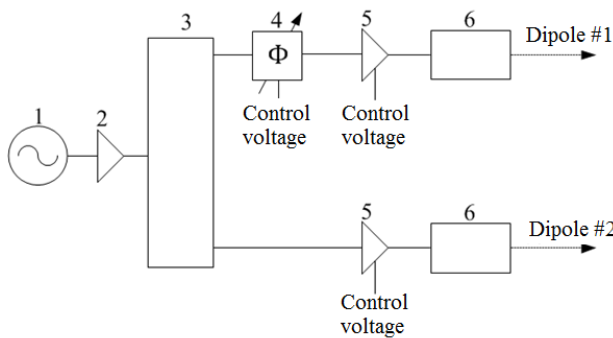 3
4
5
6
Dipole #1
Φ
Control
voltage
Control
voltage
1
2
5
6
Dipole #2
Control
voltage